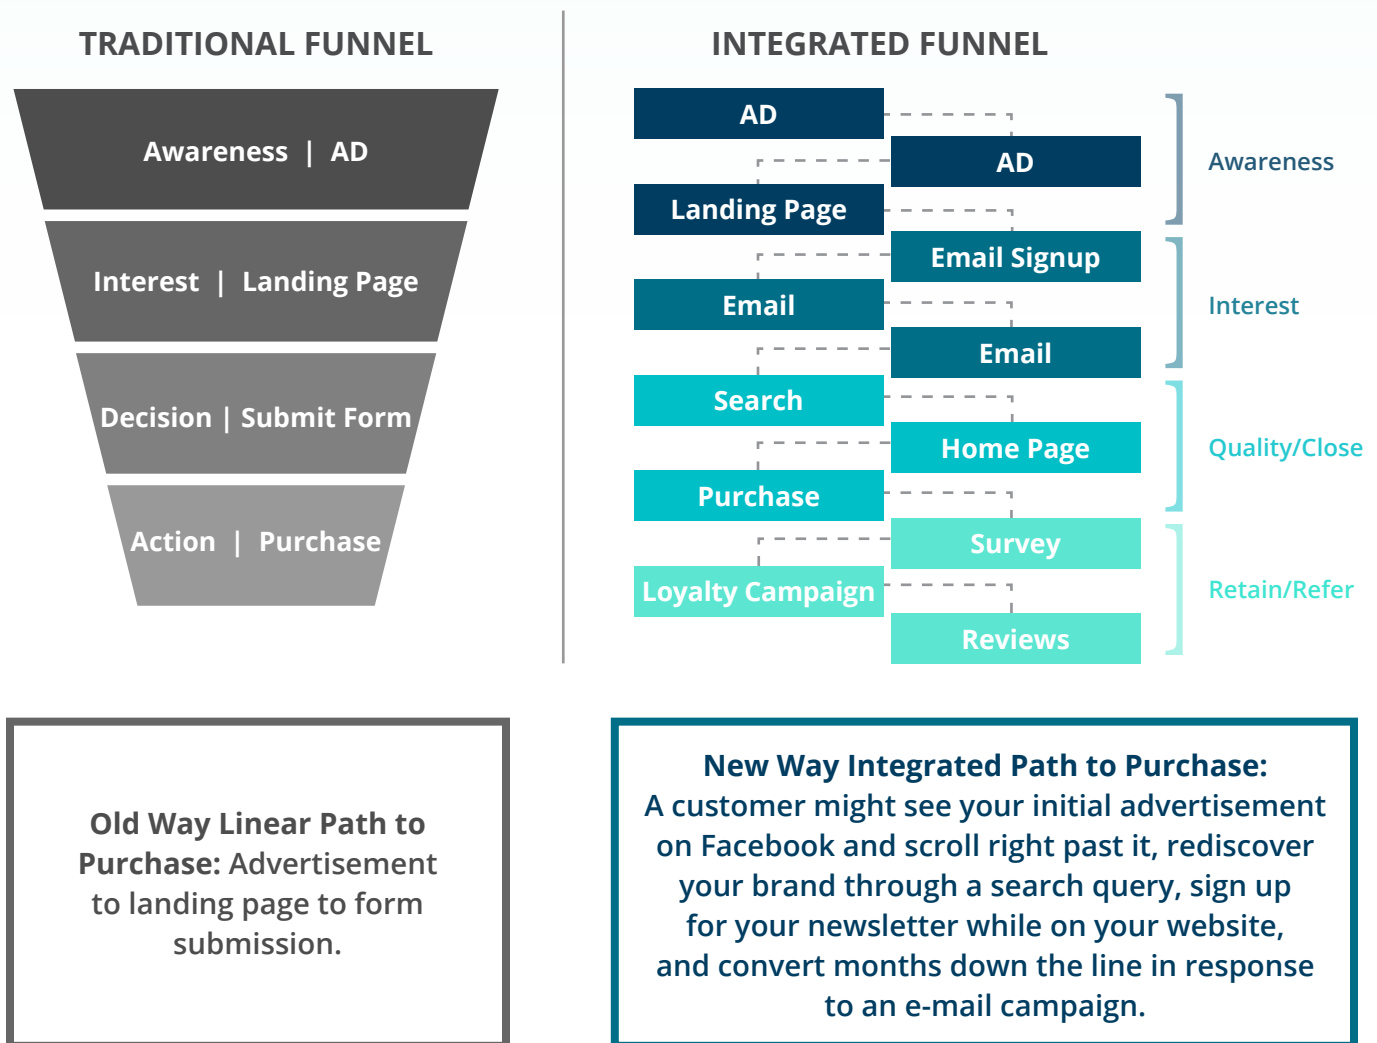 TRADITIONAL FUNNEL
Awareness | AD
Interest | Landing Page
Decision | Submit Form
Action | Purchase
INTEGRATED FUNNEL
AD
AD
Landing Page
Email Signup
Email
Email
Search
Home Page
Purchase
Survey
Loyalty Campaign
Reviews
Awareness
Interest
Quality/Close
Retain/Refer
Old Way Linear Path to
Purchase: Advertisement
to landing page to form
submission.
New Way Integrated Path to Purchase:
A customer might see your initial advertisement
on Facebook and scroll right past it, rediscover
your brand through a search query, sign up
for your newsletter while on your website,
and convert months down the line in response
to an e-mail campaign.